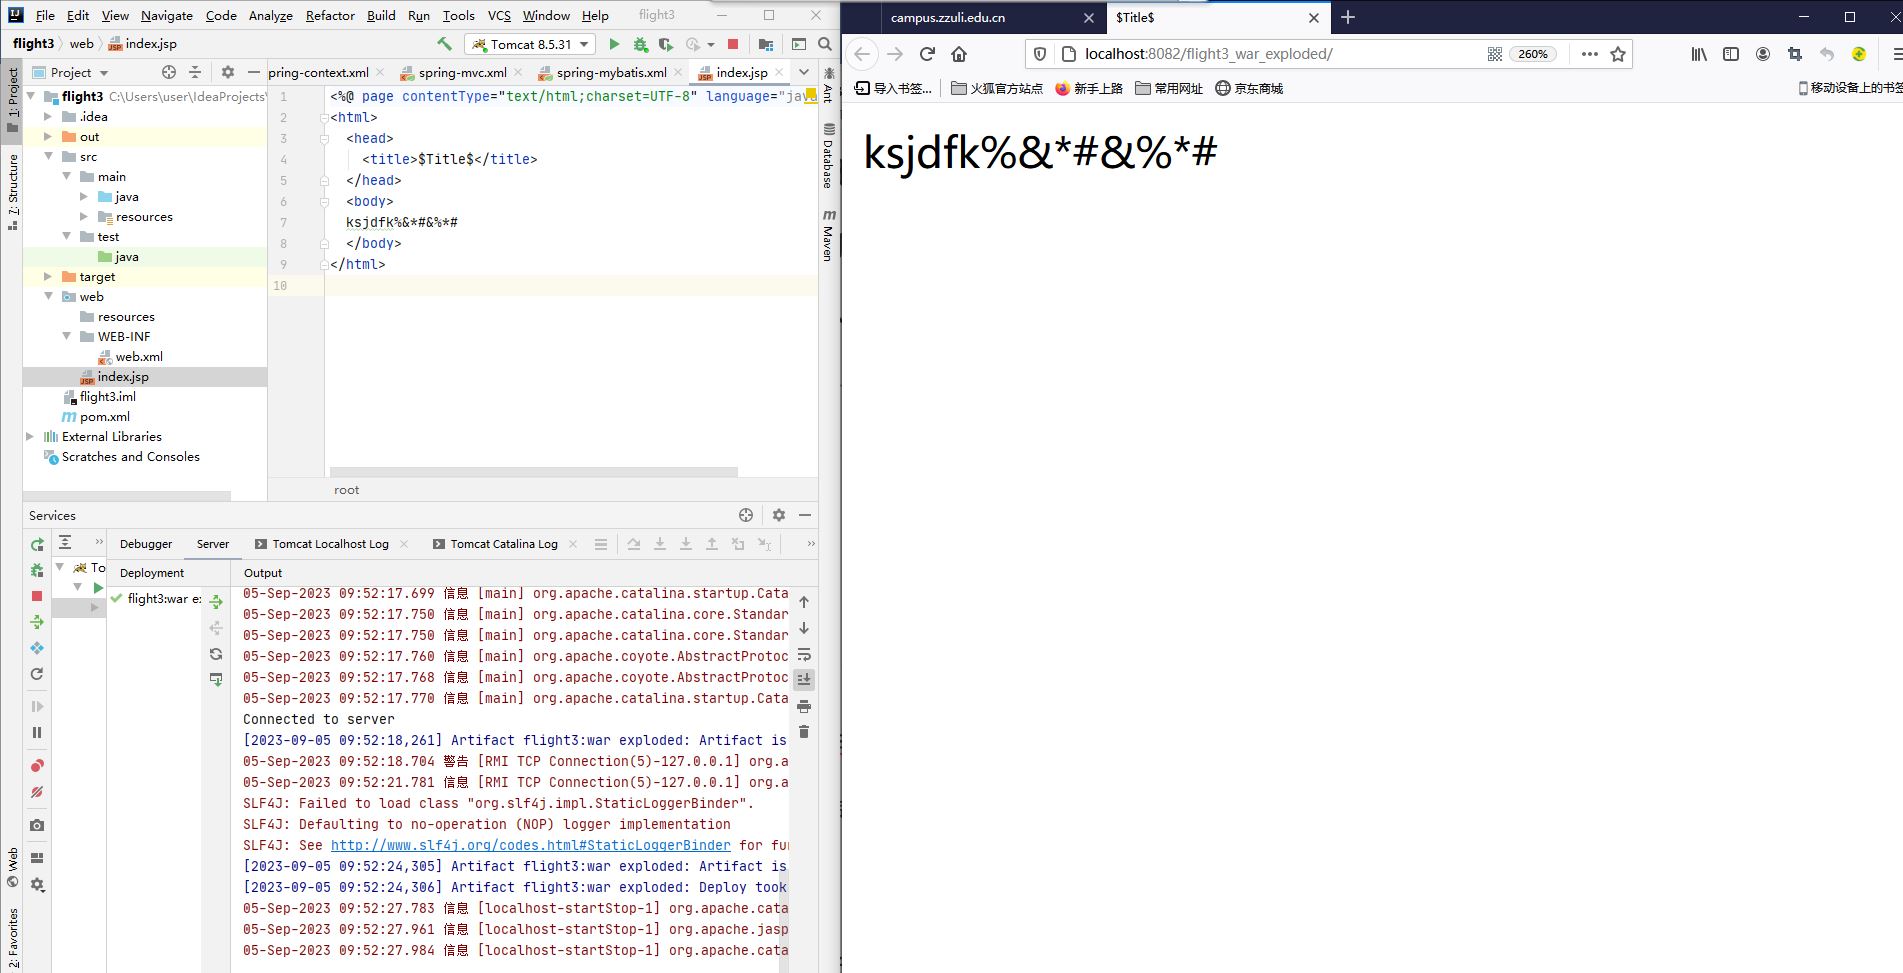 File Edit View Navigate Code Analyze Refactor Build Run Tools VCS Window Help flight3
flight3 web index.jsp
Tomcat 8.5.31
Project
pring-context.xml spring-mvc.xml spring-mybatis.xml index.jsp
1: Project
7: Structure
flight3 C:\Users\user\IdeaProjects\
.idea
out
src
main
java
resources
test
java
target
web
resources
WEB-INF
web.xml
index.jsp
flight3.iml
pom.xml
External Libraries
Scratches and Consoles
1 <%@ page contentType="text/html;charset=UTF-8" language="java
2 <html>
3 <head>
4 <title>$Title$</title>
5 </head>
6 <body>
7 ksjdfk%&*#&%*#
8 </body>
9 </html>
10
root
Ant
Database
Maven
Services
Debugger Server Tomcat Localhost Log Tomcat Catalina Log
To
Deployment
flight3:war e
Output
05-Sep-2023 09:52:17.699 信息 [main] org.apache.catalina.startup.Cata
05-Sep-2023 09:52:17.750 信息 [main] org.apache.catalina.core.Standar
05-Sep-2023 09:52:17.750 信息 [main] org.apache.catalina.core.Standar
05-Sep-2023 09:52:17.760 信息 [main] org.apache.coyote.AbstractProtoc
05-Sep-2023 09:52:17.768 信息 [main] org.apache.coyote.AbstractProtoc
05-Sep-2023 09:52:17.770 信息 [main] org.apache.catalina.startup.Cata
Connected to server
[2023-09-05 09:52:18,261] Artifact flight3:war exploded: Artifact is
05-Sep-2023 09:52:18.704 警告 [RMI TCP Connection(5)-127.0.0.1] org.a
05-Sep-2023 09:52:21.781 信息 [RMI TCP Connection(5)-127.0.0.1] org.a
SLF4J: Failed to load class "org.slf4j.impl.StaticLoggerBinder".
SLF4J: Defaulting to no-operation (NOP) logger implementation
SLF4J: See http://www.slf4j.org/codes.html#StaticLoggerBinder for fu
[2023-09-05 09:52:24,305] Artifact flight3:war exploded: Artifact is
[2023-09-05 09:52:24,306] Artifact flight3:war exploded: Deploy took
05-Sep-2023 09:52:27.783 信息 [localhost-startStop-1] org.apache.cata
05-Sep-2023 09:52:27.961 信息 [localhost-startStop-1] org.apache.jasp
05-Sep-2023 09:52:27.984 信息 [localhost-startStop-1] org.apache.cata
Web
2: Favorites
campus.zzuli.edu.cn
$Title$
localhost:8082/flight3_war_exploded/
260%
导入书签... 火狐官方站点 新手上路 常用网址 京东商城 移动设备上的书签
ksjdfk%&*#&%*#